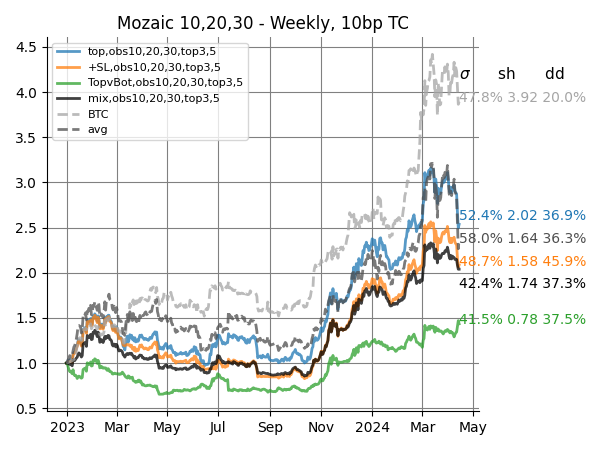 Mozaic 10,20,30 - Weekly, 10bp TC
top,obs10,20,30,top3,5
+SL,obs10,20,30,top3,5
TopvBot,obs10,20,30,top3,5
mix,obs10,20,30,top3,5
BTC
avg
σ sh dd
47.8% 3.92 20.0%
52.4% 2.02 36.9%
58.0% 1.64 36.3%
48.7% 1.58 45.9%
42.4% 1.74 37.3%
41.5% 0.78 37.5%
4.5
4.0
3.5
3.0
2.5
2.0
1.5
1.0
0.5
2023 Mar May Jul Sep Nov 2024 Mar May